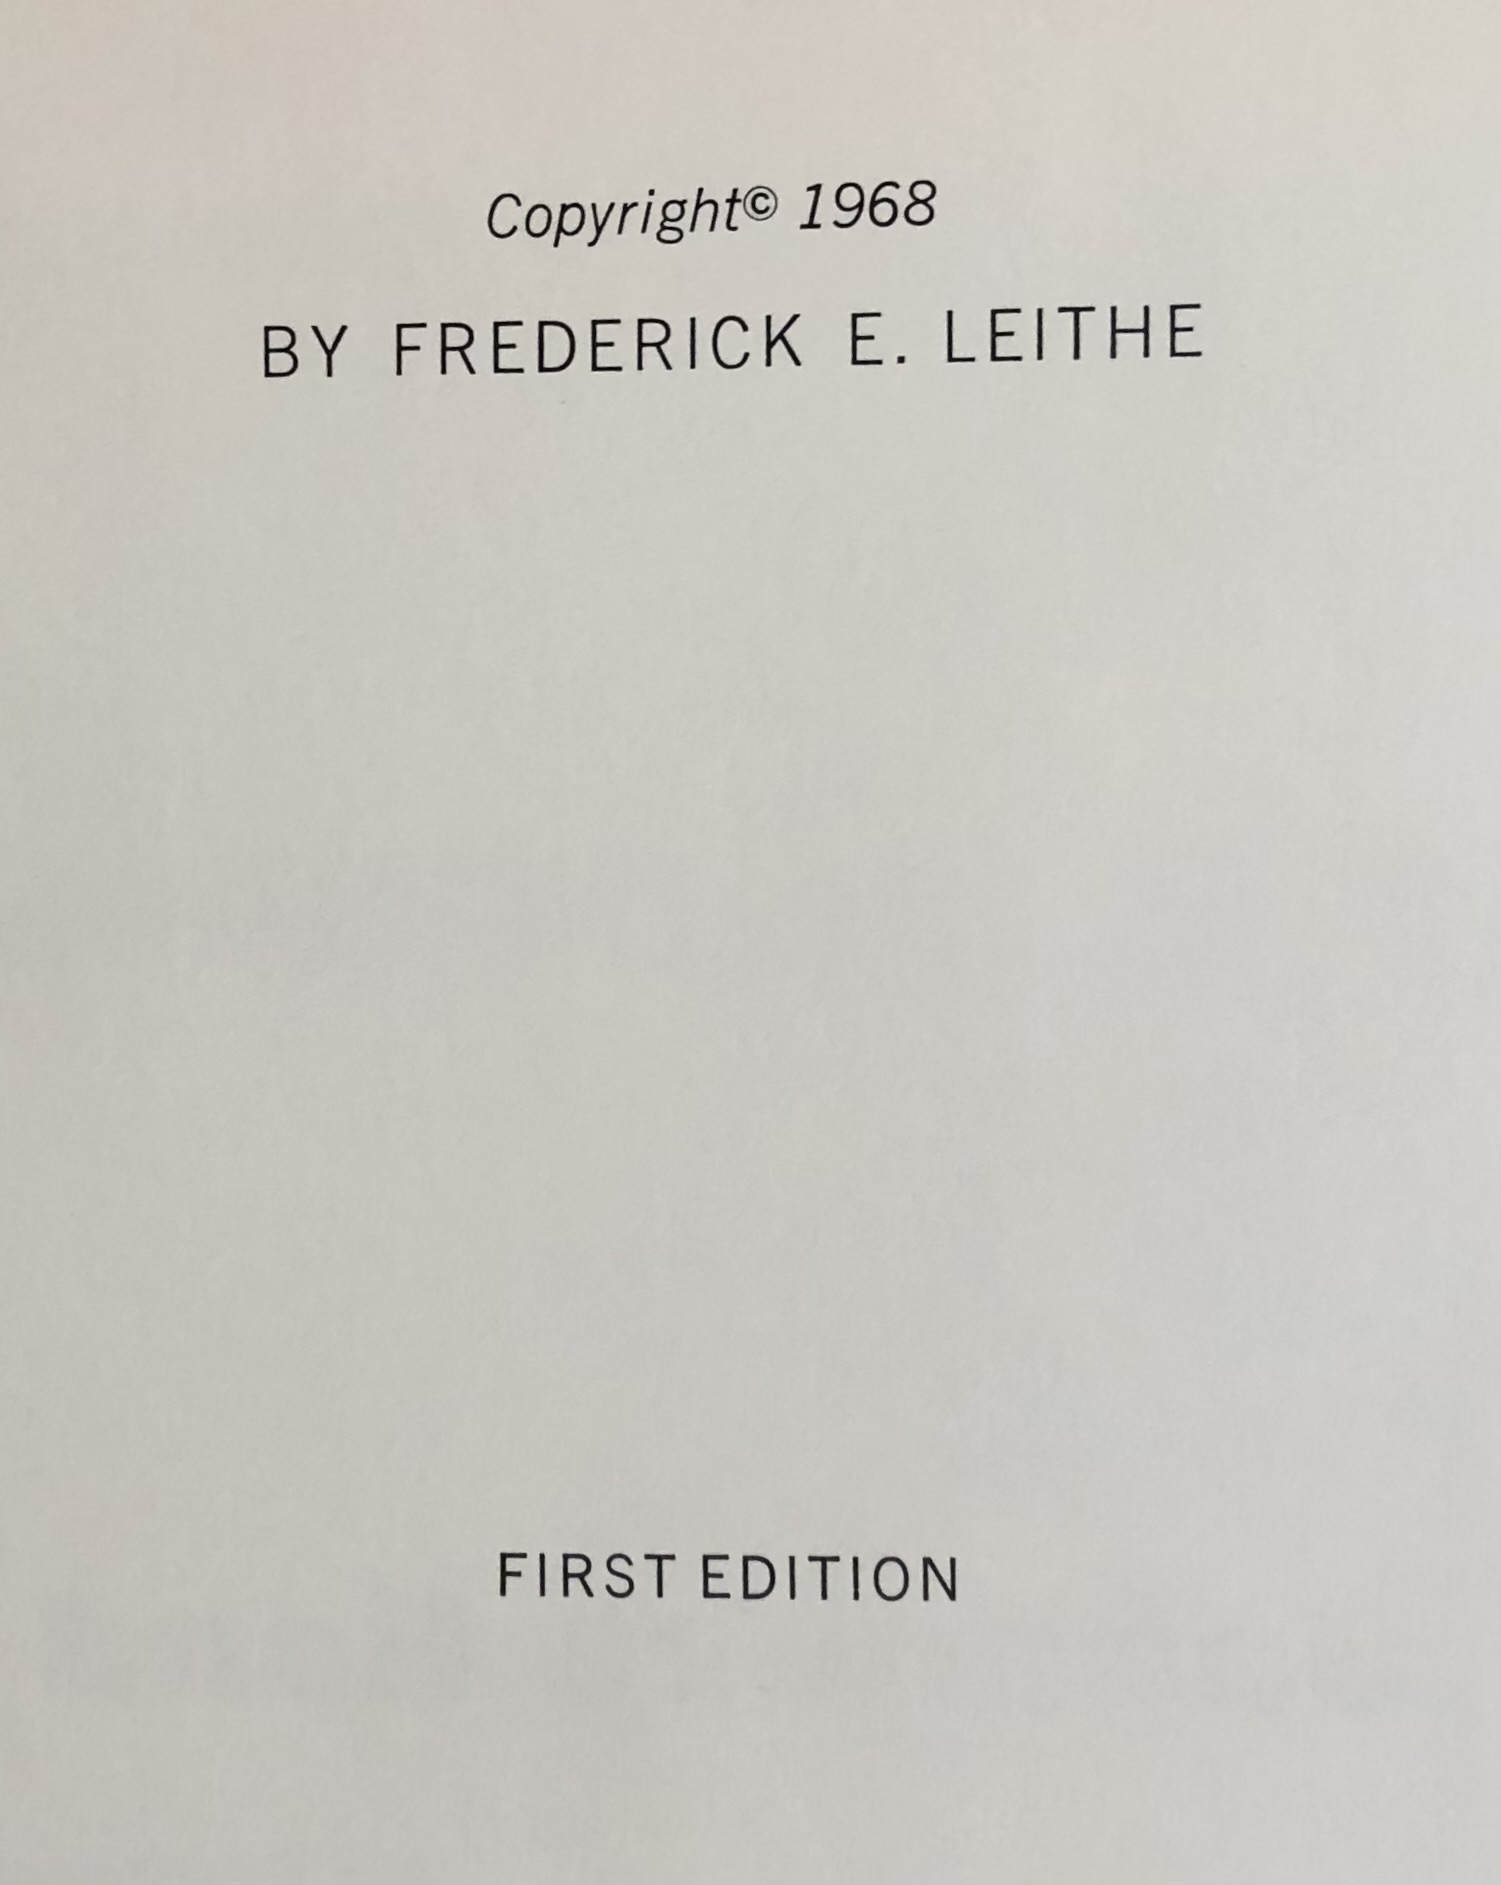 Copyright© 1968
BY FREDERICK E. LEITHE
FIRST EDITION